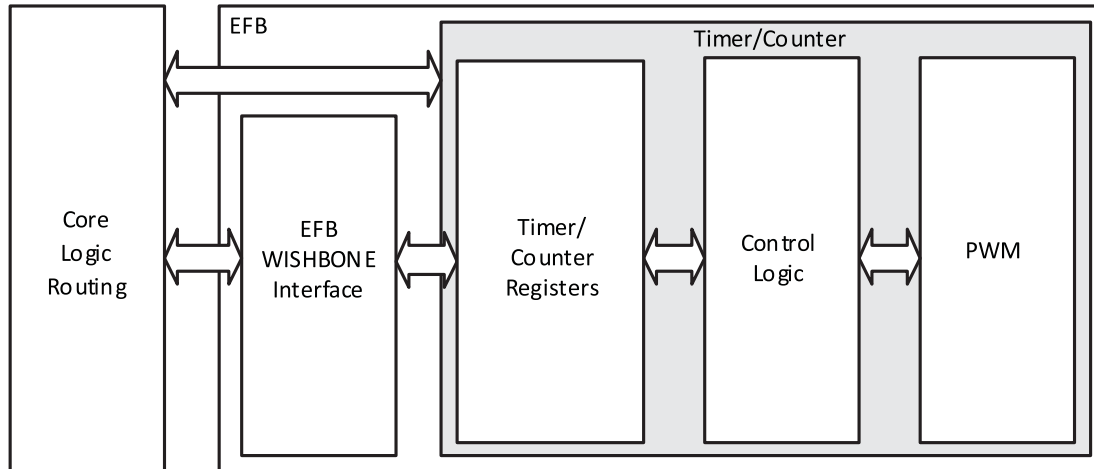 EFB
Timer/Counter
Core
Logic
Routing
EFB
WISHBONE
Interface
Timer/
Counter
Registers
Control
Logic
PWM